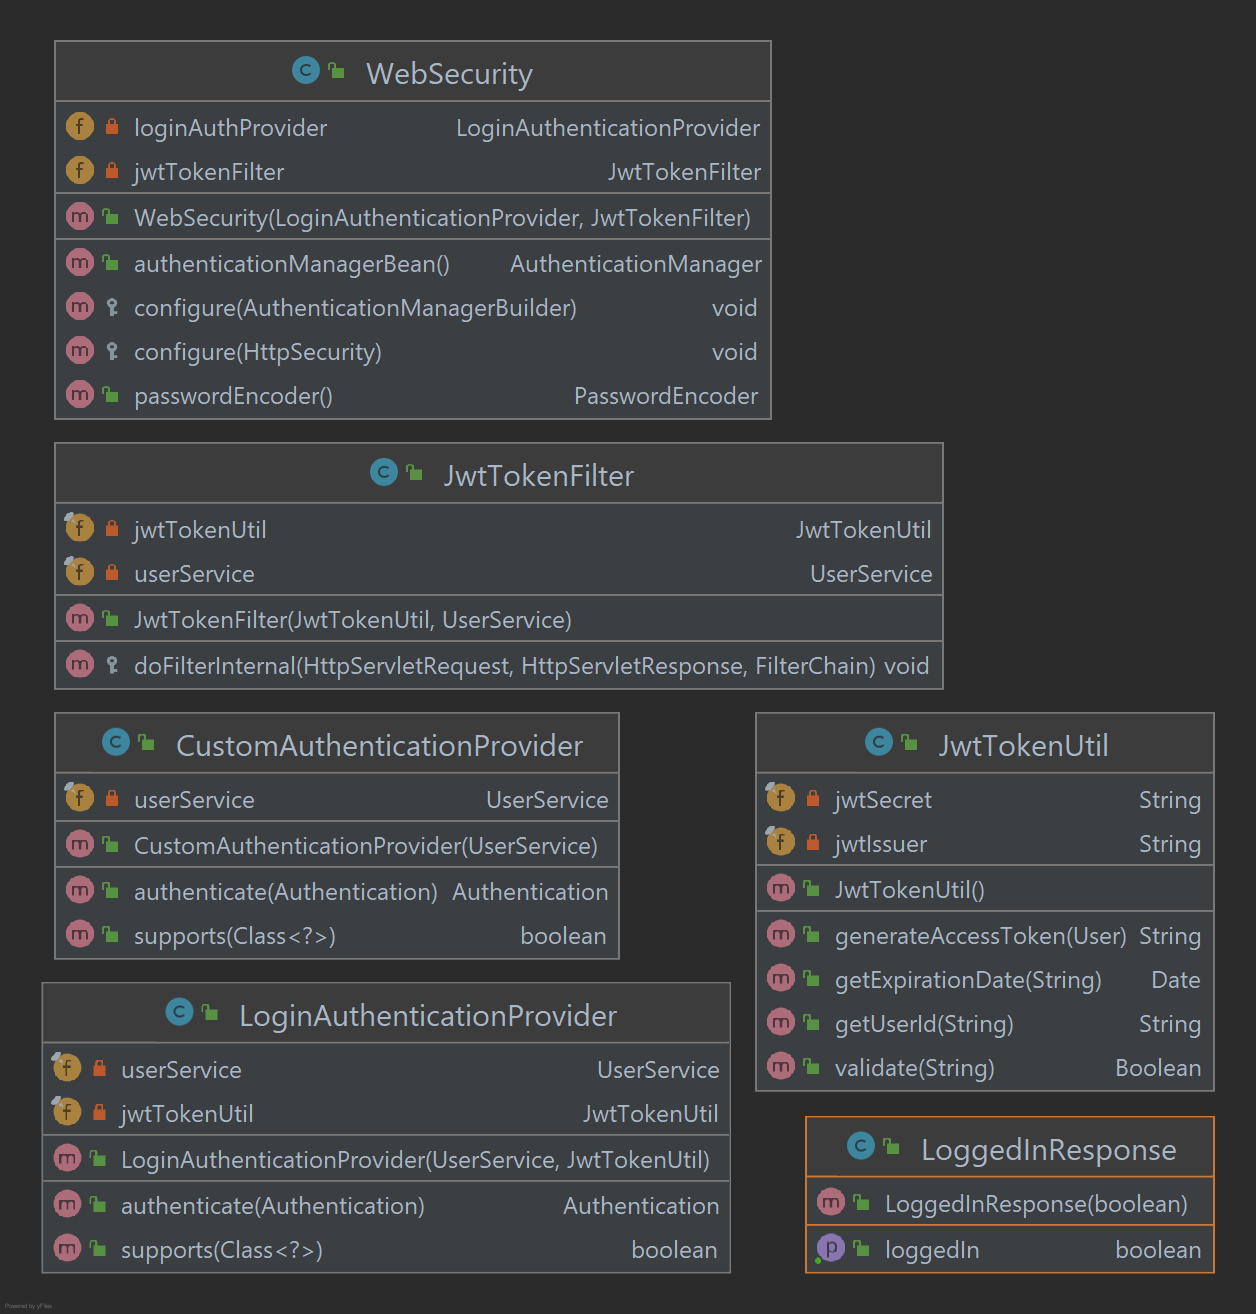 WebSecurity
loginAuthProvider LoginAuthenticationProvider
jwtTokenFilter JwtTokenFilter
WebSecurity(LoginAuthenticationProvider, JwtTokenFilter)
authenticationManagerBean() AuthenticationManager
configure(AuthenticationManagerBuilder) void
configure(HttpSecurity) void
passwordEncoder() PasswordEncoder
JwtTokenFilter
jwtTokenUtil JwtTokenUtil
userService UserService
JwtTokenFilter(JwtTokenUtil, UserService)
doFilterInternal(HttpServletRequest, HttpServletResponse, FilterChain) void
CustomAuthenticationProvider
userService UserService
CustomAuthenticationProvider(UserService)
authenticate(Authentication) Authentication
supports(Class<?>) boolean
JwtTokenUtil
jwtSecret String
jwtIssuer String
JwtTokenUtil()
generateAccessToken(User) String
getExpirationDate(String) Date
getUserId(String) String
validate(String) Boolean
LoginAuthenticationProvider
userService UserService
jwtTokenUtil JwtTokenUtil
LoginAuthenticationProvider(UserService, JwtTokenUtil)
authenticate(Authentication) Authentication
supports(Class<?>) boolean
LoggedInResponse
LoggedInResponse(boolean)
loggedIn boolean
Powered by yFiles